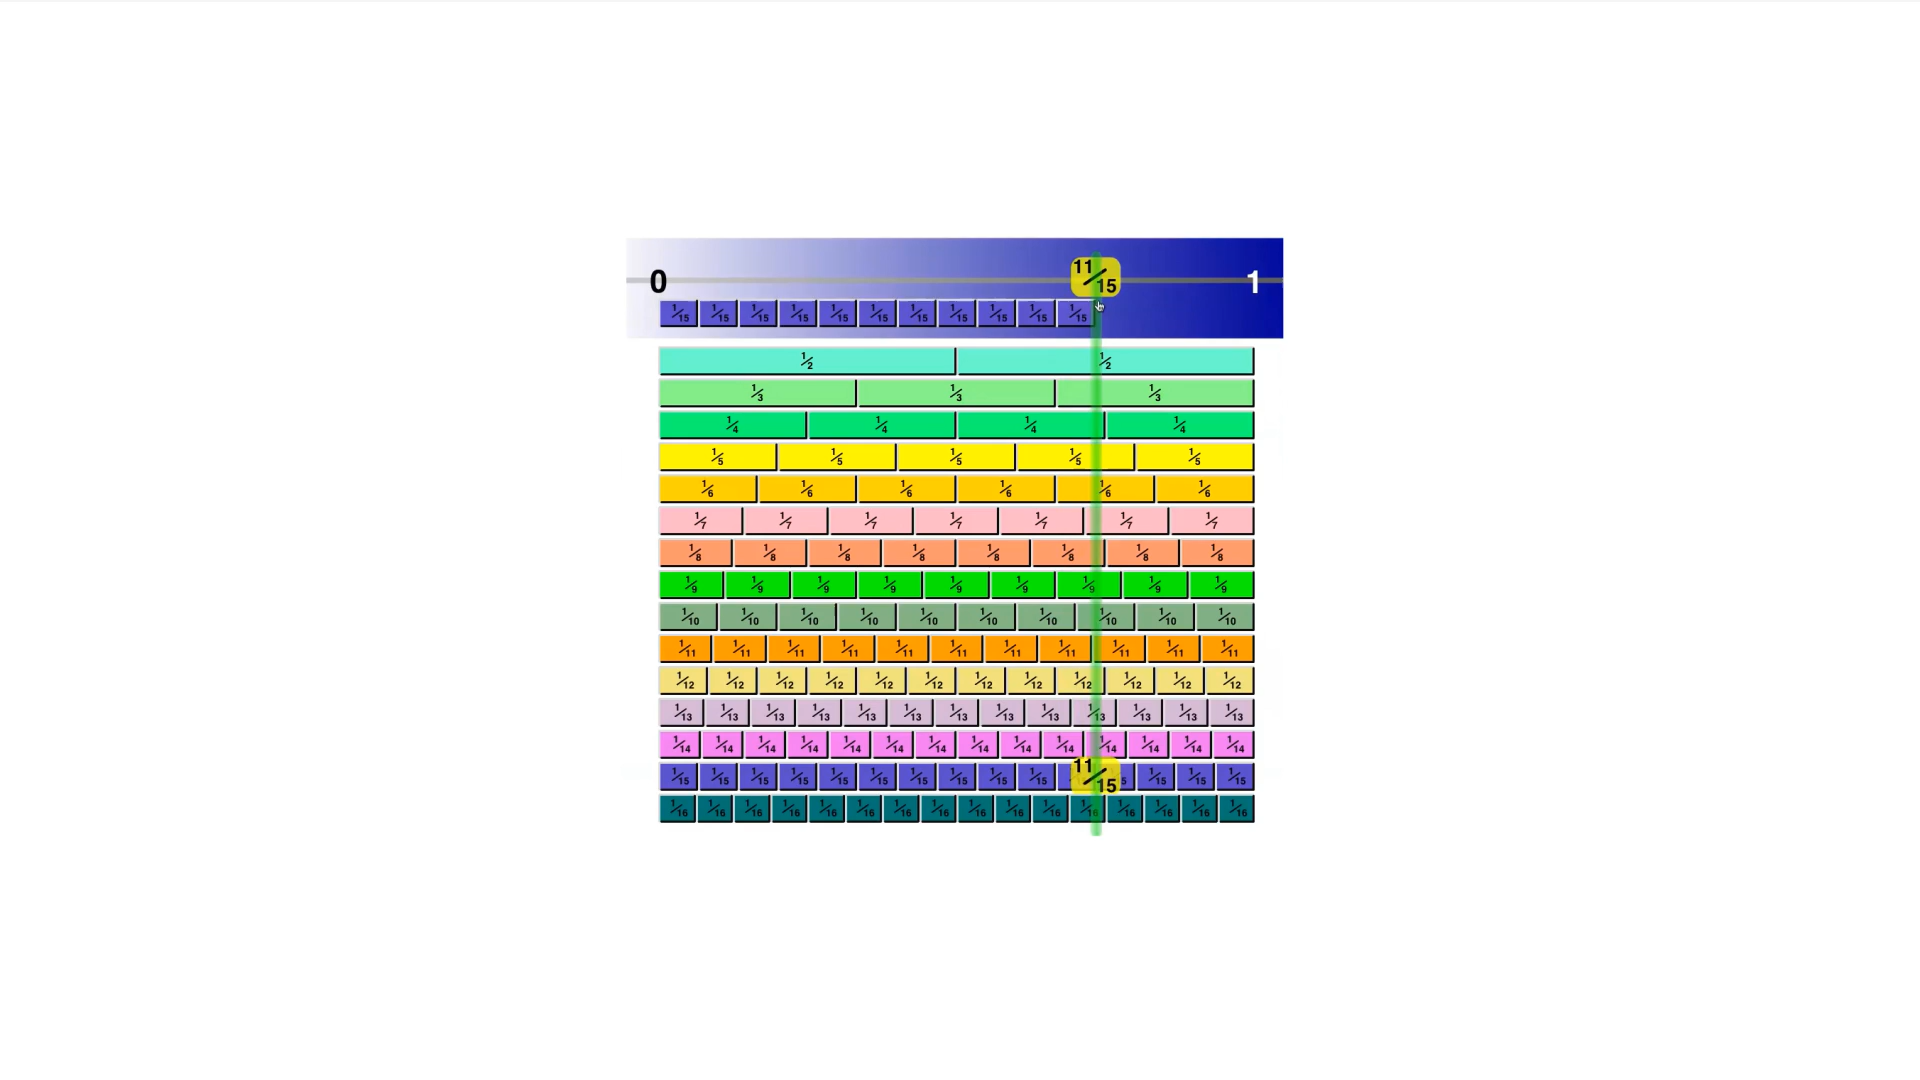 0 11/15 1
1/15 1/15 1/15 1/15 1/15 1/15 1/15 1/15 1/15 1/15 1/15
1/2 1/2
1/3 1/3 1/3
1/4 1/4 1/4 1/4
1/5 1/5 1/5 1/5 1/5
1/6 1/6 1/6 1/6 1/6 1/6
1/7 1/7 1/7 1/7 1/7 1/7 1/7
1/8 1/8 1/8 1/8 1/8 1/8 1/8 1/8
1/9 1/9 1/9 1/9 1/9 1/9 1/9 1/9 1/9
1/10 1/10 1/10 1/10 1/10 1/10 1/10 1/10 1/10 1/10
1/11 1/11 1/11 1/11 1/11 1/11 1/11 1/11 1/11 1/11 1/11
1/12 1/12 1/12 1/12 1/12 1/12 1/12 1/12 1/12 1/12 1/12 1/12
1/13 1/13 1/13 1/13 1/13 1/13 1/13 1/13 1/13 1/13 1/13 1/13 1/13
1/14 1/14 1/14 1/14 1/14 1/14 1/14 1/14 1/14 1/14 1/14 1/14 1/14 1/14
1/15 1/15 1/15 1/15 1/15 1/15 1/15 1/15 1/15 1/15 11/15 1/15 1/15 1/15
1/16 1/16 1/16 1/16 1/16 1/16 1/16 1/16 1/16 1/16 1/16 1/16 1/16 1/16 1/16 1/16